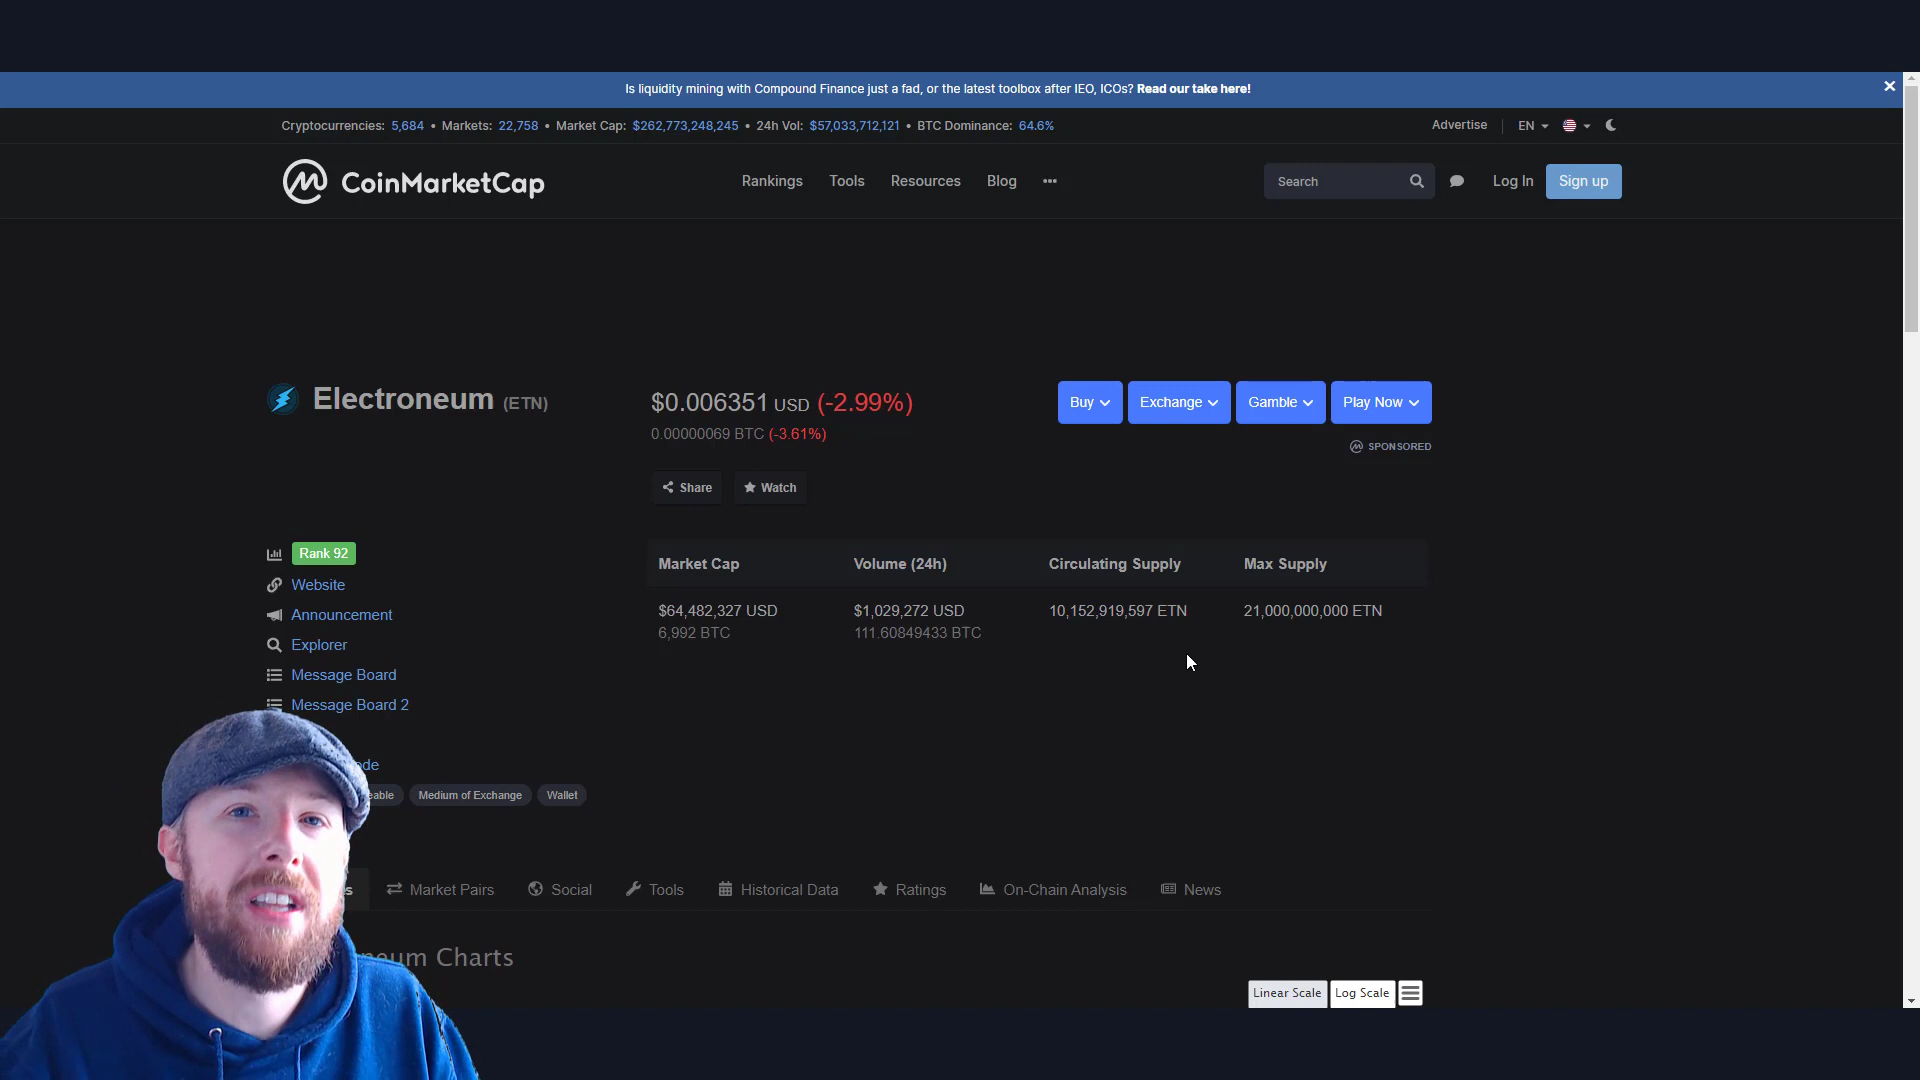 Is liquidity mining with Compound Finance just a fad, or the latest toolbox after IEO, ICOs? Read our take here!
Cryptocurrencies: 5,684 • Markets: 22,758 • Market Cap: $262,773,248,245 • 24h Vol: $57,033,712,121 • BTC Dominance: 64.6%
Advertise EN
CoinMarketCap
Rankings Tools Resources Blog
Search
Log In Sign up
Electroneum (ETN)
$0.006351 USD (-2.99%)
0.00000069 BTC (-3.61%)
Buy Exchange Gamble Play Now
SPONSORED
Share Watch
Rank 92
Website
Announcement
Explorer
Message Board
Message Board 2
Market Cap Volume (24h) Circulating Supply Max Supply
$64,482,327 USD $1,029,272 USD 10,152,919,597 ETN 21,000,000,000 ETN
6,992 BTC 111.60849433 BTC
Medium of Exchange Wallet
Market Pairs Social Tools Historical Data Ratings On-Chain Analysis News
Charts
Linear Scale Log Scale